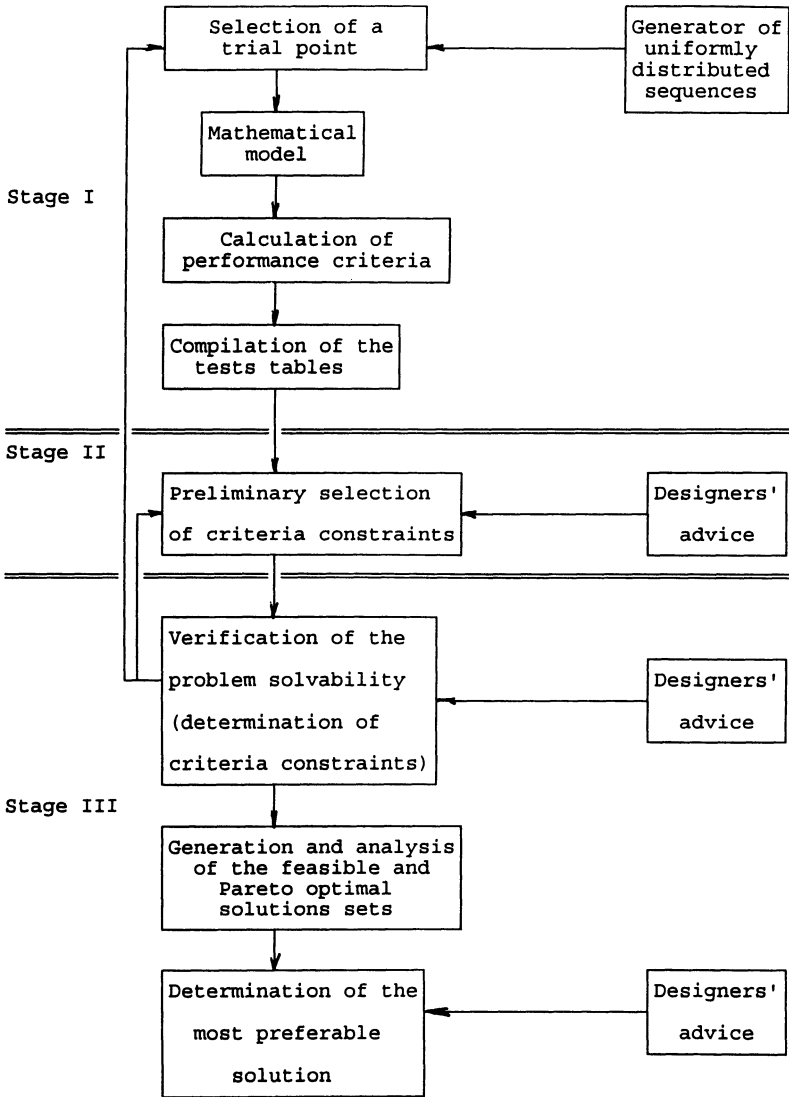 Selection of a
trial point
Generator of
uniformly
distributed
sequences
Mathematical
model
Stage I
Calculation of
performance criteria
Compilation of the
tests tables
Stage II
Preliminary selection
of criteria constraints
Designers'
advice
Verification of the
problem solvability
(determination of
criteria constraints)
Designers'
advice
Stage III
Generation and analysis
of the feasible and
Pareto optimal
solutions sets
Determination of the
most preferable
solution
Designers'
advice